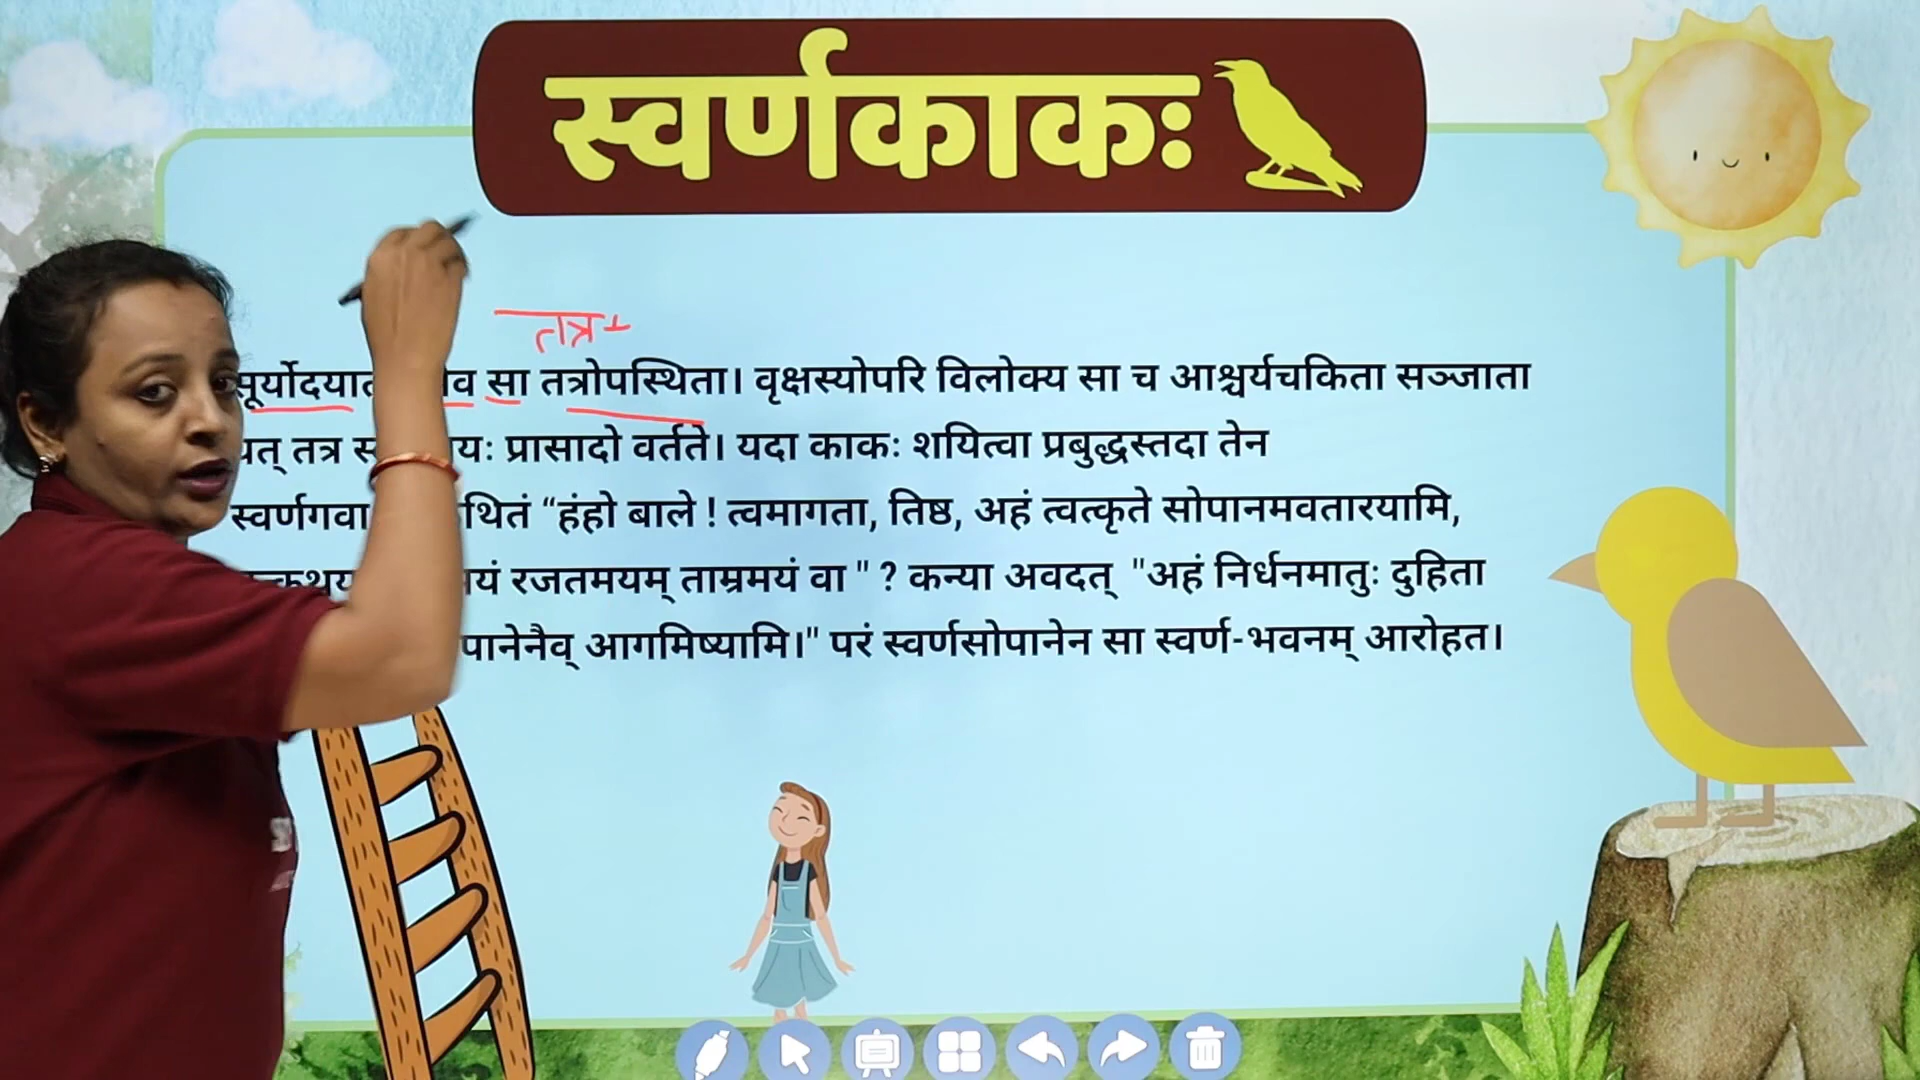 स्वर्णकाकः
तत्र+
सूर्योदयात सा तत्रोपस्थिता। वृक्षस्योपरि विलोक्य सा च आश्चर्यचकिता सञ्जाता
यत् तत्र प्रासादो वर्तते। यदा काकः शयित्वा प्रबुद्धस्तदा तेन
“हंहो बाले ! त्वमागता, तिष्ठ, अहं त्वत्कृते सोपानमवतारयामि,
रजतमयम् ताम्रमयं वा " ? कन्या अवदत् "अहं निर्धनमातुः दुहिता
आगमिष्यामि।" परं स्वर्णसोपानेन सा स्वर्ण-भवनम् आरोहत।